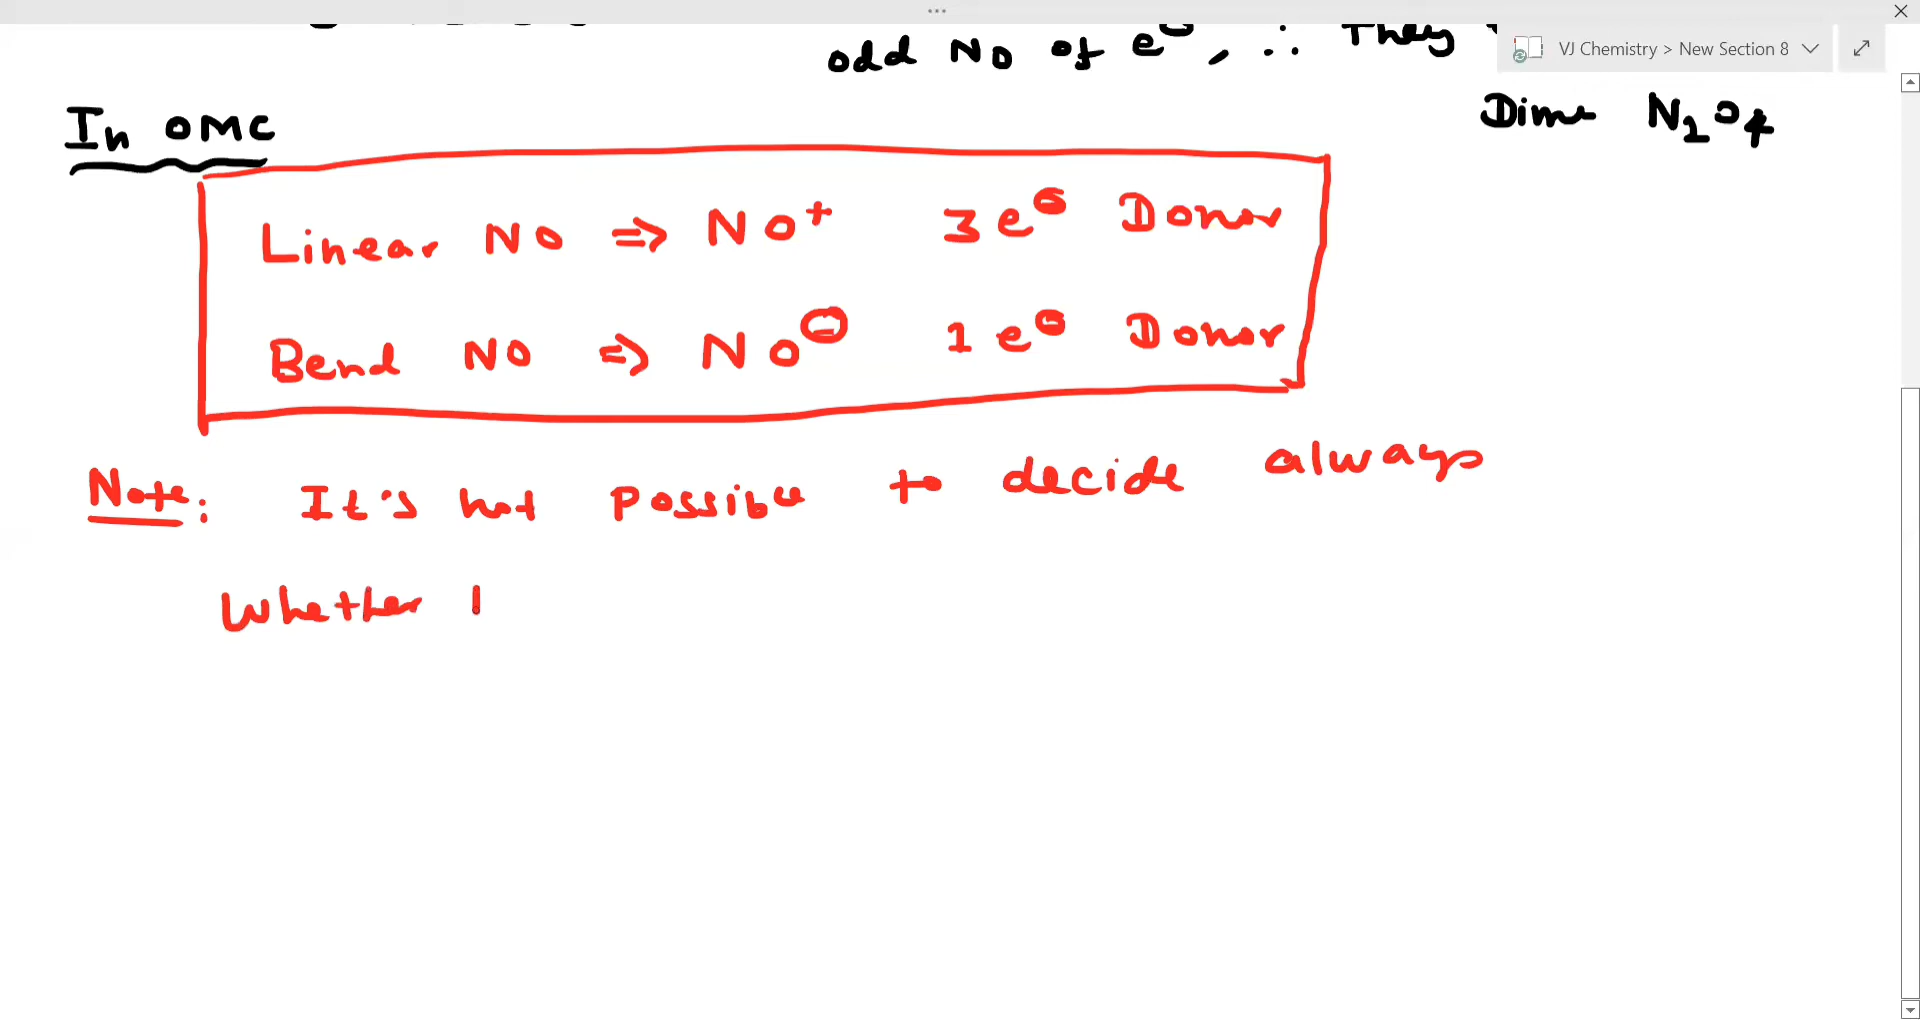 odd NO of e⊖, ∴ They
VJ Chemistry > New Section 8
In OMC
Dime N2O4
Linear NO ⇒ NO+ 3e⊖ Donor
Bend NO ⇒ NO⊖ 1e⊖ Donor
Note: It's not possible to decide always
Whether